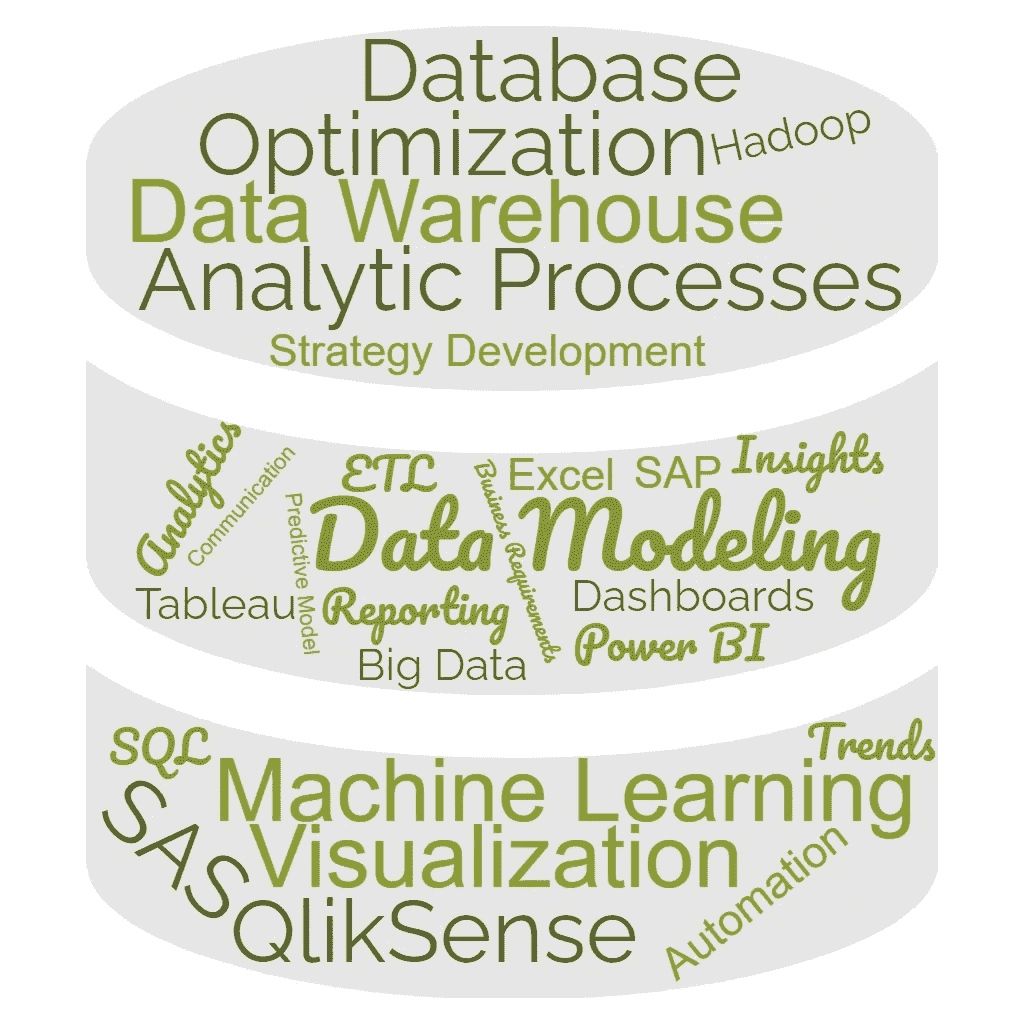 Database
Optimization
Hadoop
Data Warehouse
Analytic Processes
Strategy Development
Analytics
Communication
Predictive Model
ETL
Business Requirements
Excel
SAP
Insights
Data Modeling
Tableau
Reporting
Dashboards
Big Data
Power BI
SQL
Trends
Machine Learning
SAS
Visualization
QlikSense
Automation